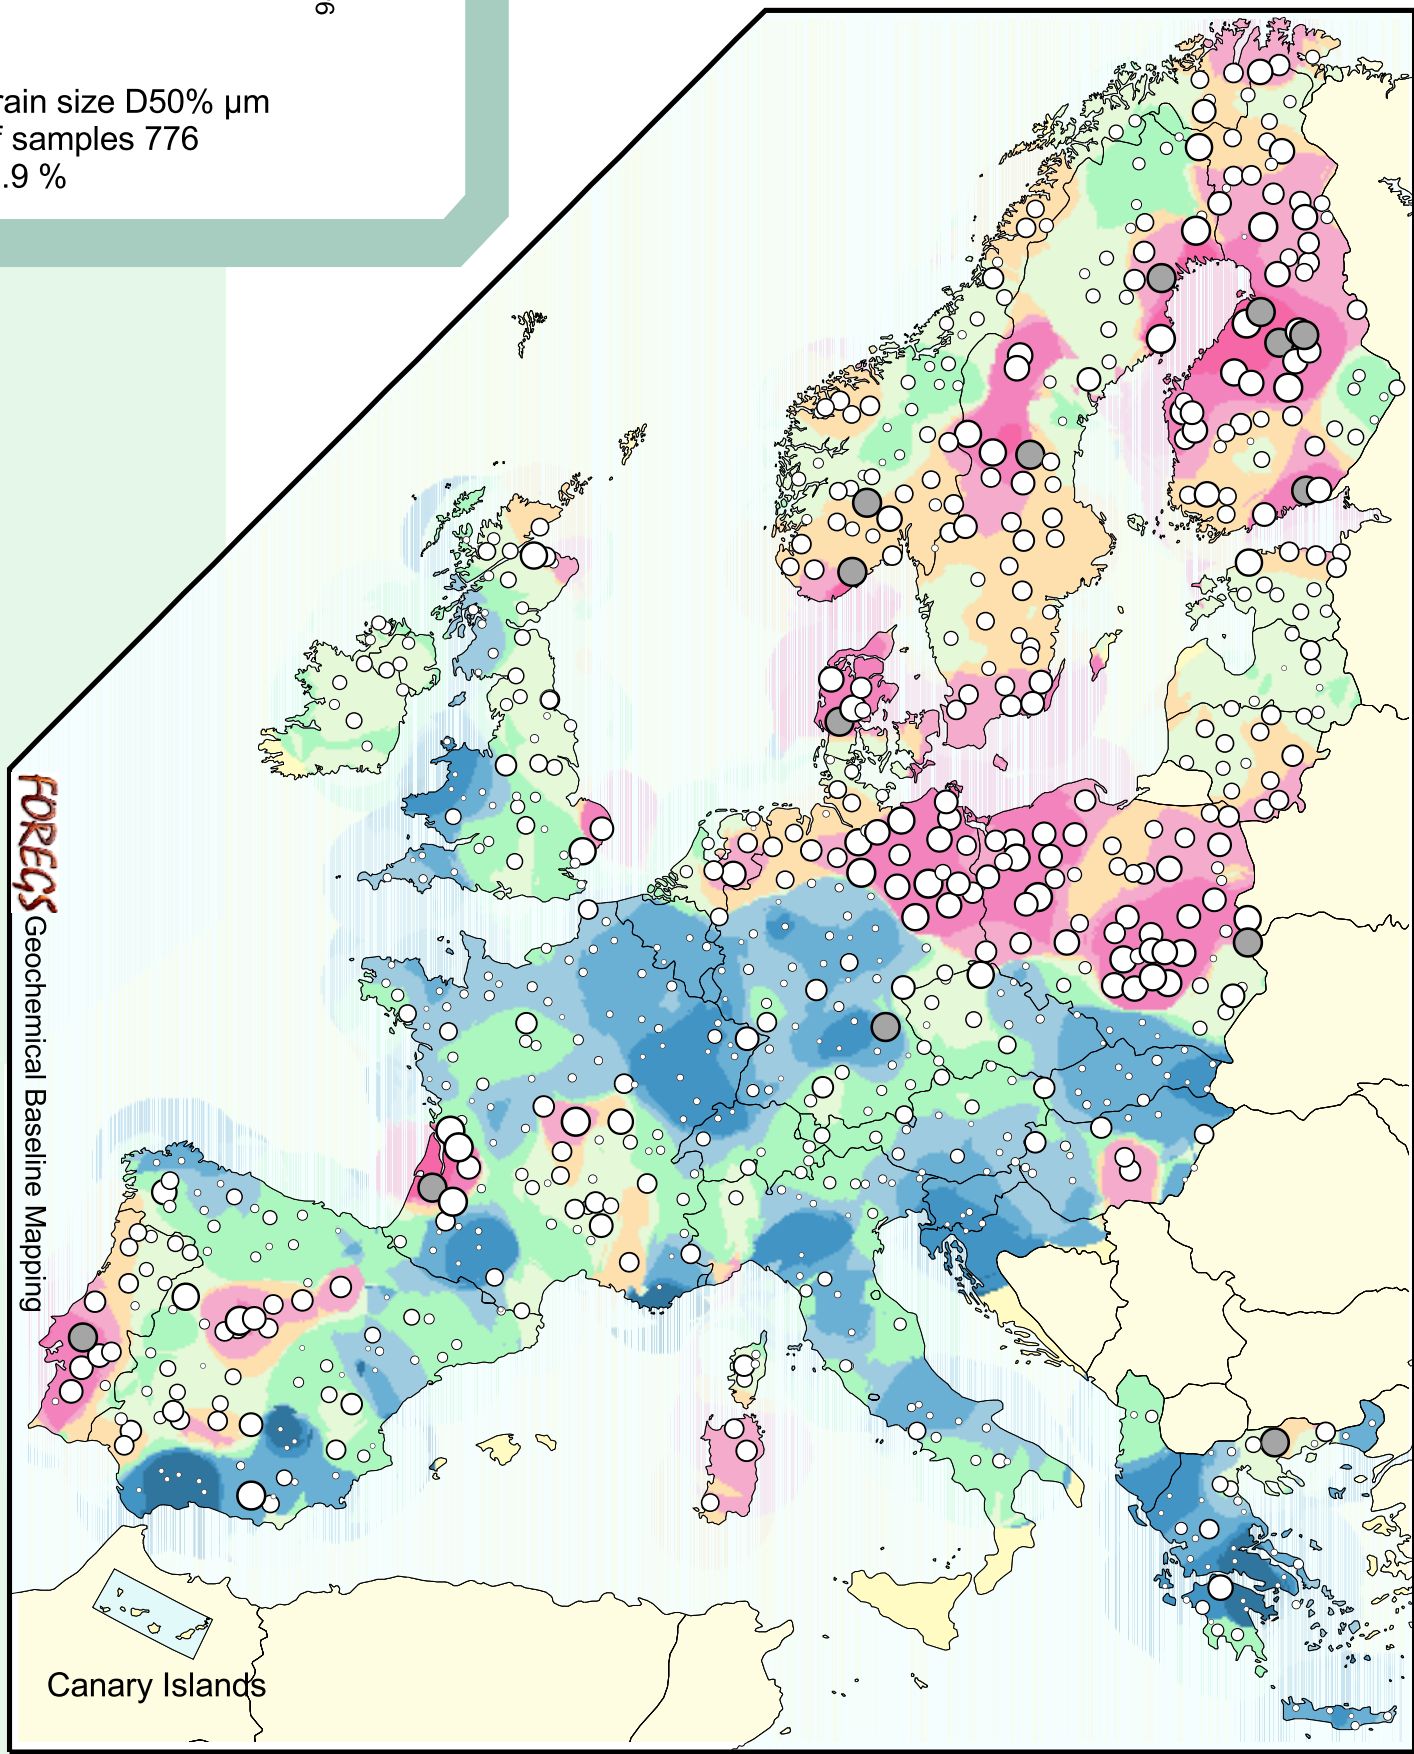 rain size D50% µm
f samples 776
.9 %
FOREGS Geochemical Baseline Mapping
Canary Islands